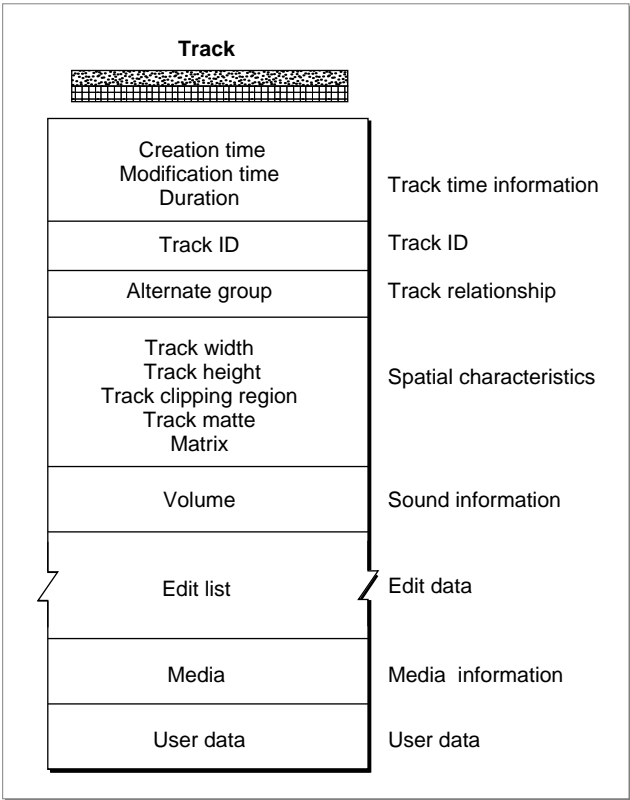 Track
Creation time
Modification time
Duration
Track time information
Track ID
Track ID
Alternate group
Track relationship
Track width
Track height
Track clipping region
Track matte
Matrix
Spatial characteristics
Volume
Sound information
Edit list
Edit data
Media
Media information
User data
User data